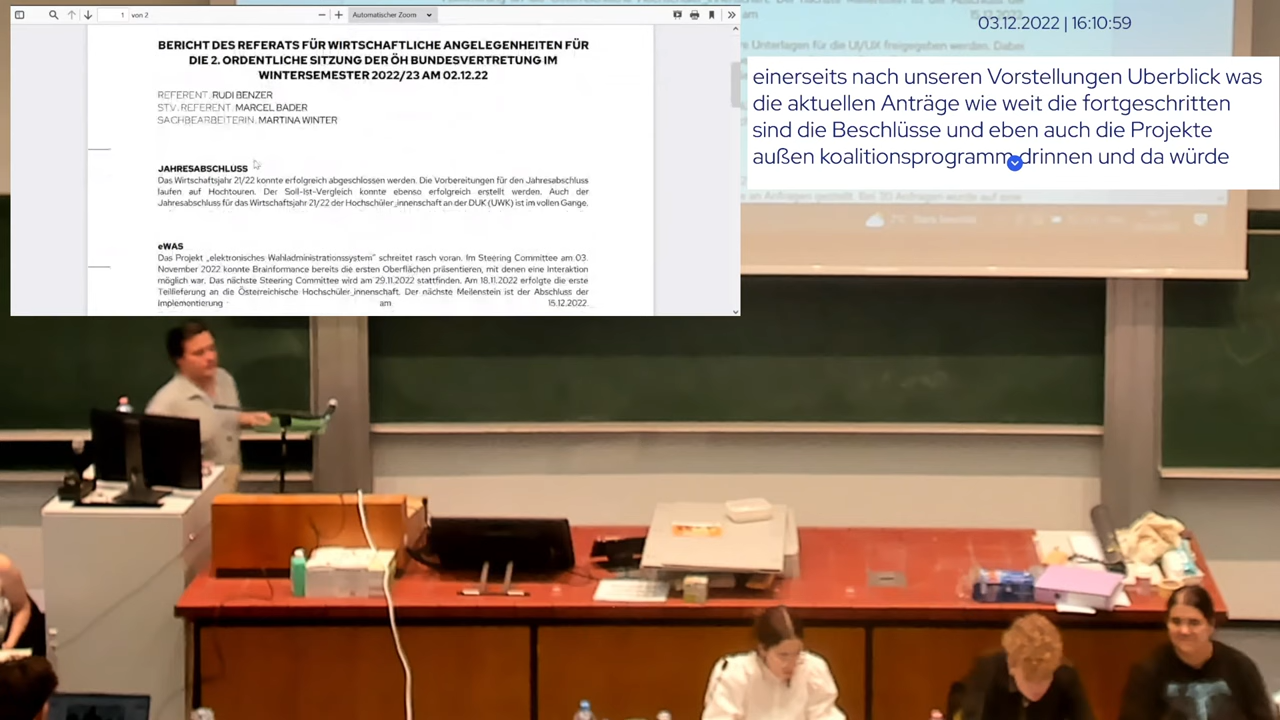 1 von 2
Automatischer Zoom
BERICHT DES REFERATS FÜR WIRTSCHAFTLICHE ANGELEGENHEITEN FÜR
DIE 2. ORDENTLICHE SITZUNG DER ÖH BUNDESVERTRETUNG IM
WINTERSEMESTER 2022/23 AM 02.12.22
REFERENT: RUDI BENZER
STV. REFERENT: MARCEL BADER
SACHBEARBEITERIN: MARTINA WINTER
JAHRESABSCHLUSS
Das Wirtschaftsjahr 21/22 konnte erfolgreich abgeschlossen werden. Die Vorbereitungen für den Jahresabschluss
laufen auf Hochtouren. Der Soll-Ist-Vergleich konnte ebenso erfolgreich erstellt werden. Auch der
Jahresabschluss für das Wirtschaftsjahr 21/22 der Hochschüler_innenschaft an der DUK (UWK) ist im vollen Gange.
eWAS
Das Projekt „elektronisches Wahladministrationssystem" schreitet rasch voran. Im Steering Committee am 03.
November 2022 konnte Brainformance bereits die ersten Oberflächen präsentieren, mit denen eine Interaktion
möglich war. Das nächste Steering Committee wird am 29.11.2022 stattfinden. Am 18.11.2022 erfolgte die erste
Teillieferung an die Österreichische Hochschüler_innenschaft. Der nächste Meilenstein ist der Abschluss der
Implementierung am 15.12.2022.
03.12.2022 | 16:10:59
Unterlagen für die UI/UX freigegeben werden. Dabei
einerseits nach unseren Vorstellungen Uberblick was
die aktuellen Anträge wie weit die fortgeschritten
sind die Beschlüsse und eben auch die Projekte
außen koalitionsprogramm drinnen und da würde